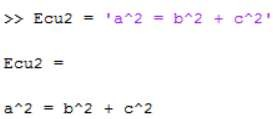 >> Ecu2 = 'a^2 = b^2 + c^2'
Ecu2 =
a^2 = b^2 + c^2